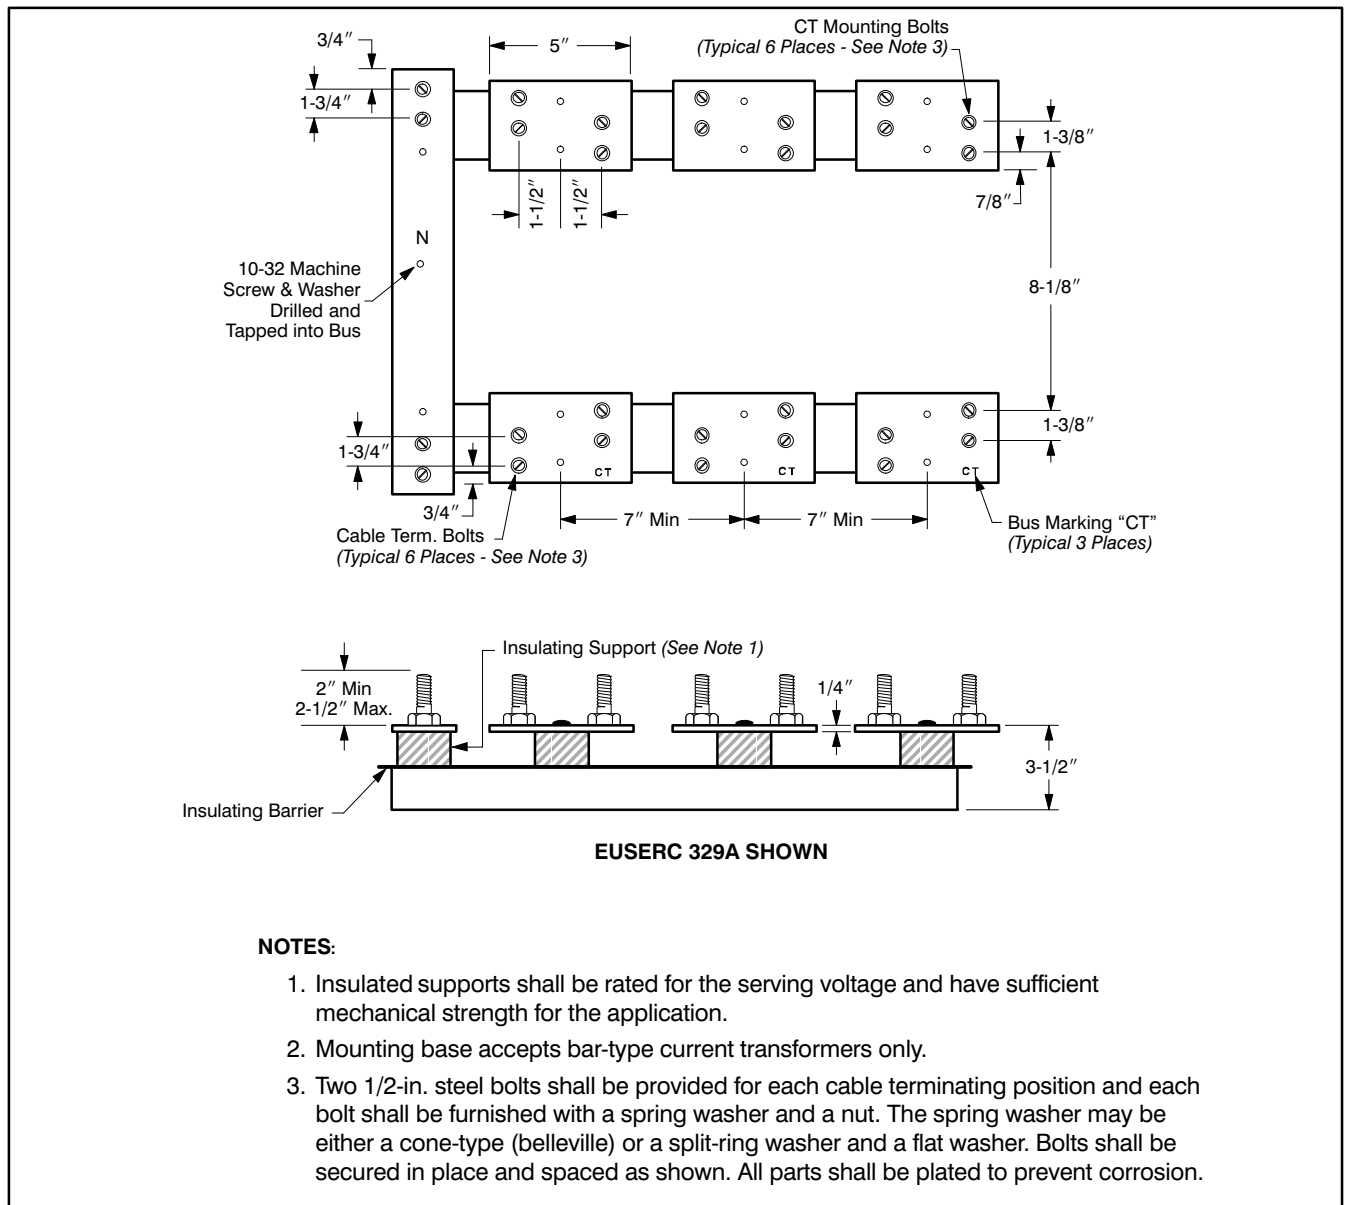 3/4″
5″
CT Mounting Bolts
(Typical 6 Places - See Note 3)
1-3/4″
1-3/8″
7/8″
1-1/2″
1-1/2″
N
10-32 Machine
Screw & Washer
Drilled and
Tapped into Bus
8-1/8″
1-3/4″
1-3/8″
CT
CT
CT
3/4″
7″ Min
7″ Min
Cable Term. Bolts
(Typical 6 Places - See Note 3)
Bus Marking “CT”
(Typical 3 Places)
Insulating Support (See Note 1)
2″ Min
2-1/2″ Max.
1/4″
3-1/2″
Insulating Barrier
EUSERC 329A SHOWN
NOTES:
1. Insulated supports shall be rated for the serving voltage and have sufficient
mechanical strength for the application.
2. Mounting base accepts bar-type current transformers only.
3. Two 1/2-in. steel bolts shall be provided for each cable terminating position and each
bolt shall be furnished with a spring washer and a nut. The spring washer may be
either a cone-type (belleville) or a split-ring washer and a flat washer. Bolts shall be
secured in place and spaced as shown. All parts shall be plated to prevent corrosion.